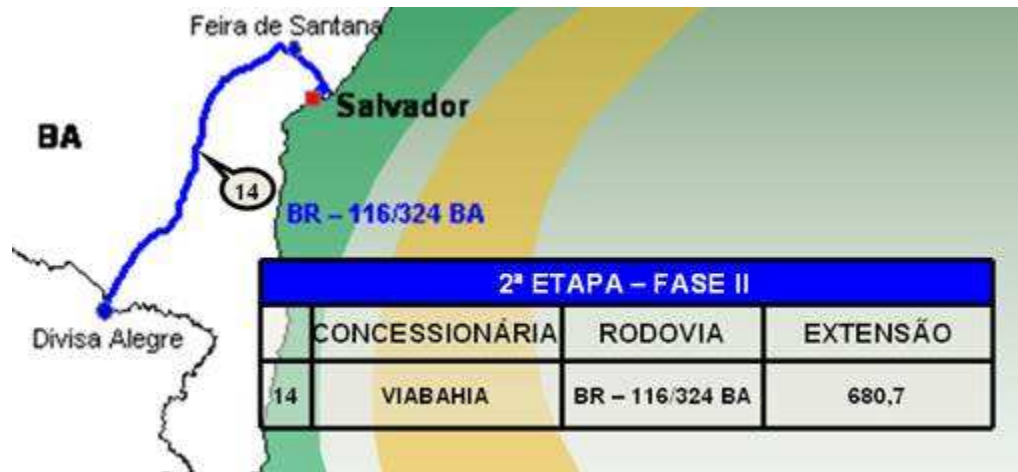 Feira de Santana
Salvador
BA
14
BR – 116/324 BA
Divisa Alegre
2ª ETAPA – FASE II
CONCESSIONÁRIA RODOVIA EXTENSÃO
14 VIABAHIA BR – 116/324 BA 680,7